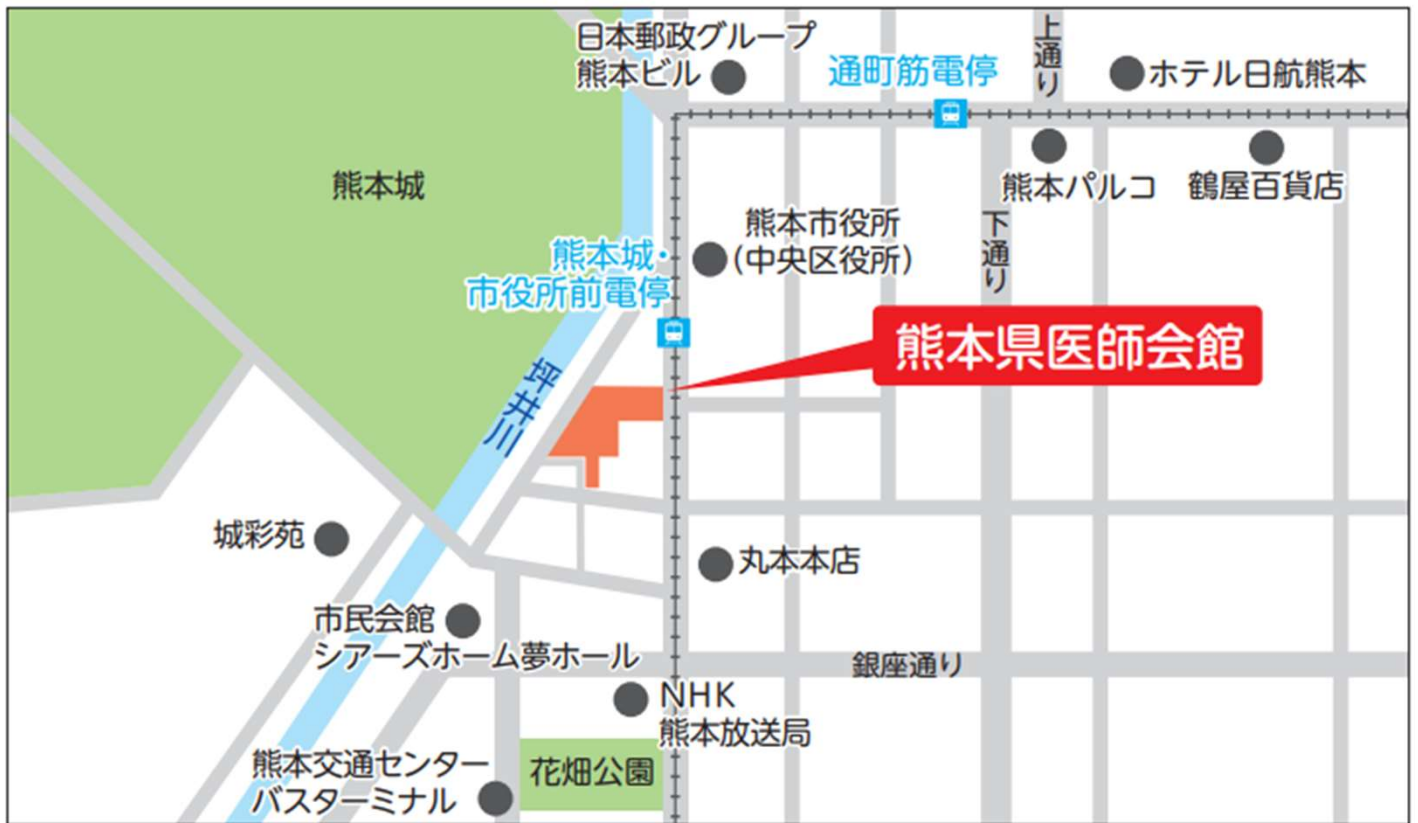 日本郵政グループ
熊本ビル
通町筋電停
上通り
ホテル日航熊本
熊本城
熊本パルコ
鶴屋百貨店
熊本市役所
(中央区役所)
下通り
熊本城・
市役所前電停
熊本県医師会館
坪井川
城彩苑
丸本本店
市民会館
シアーズホーム夢ホール
銀座通り
NHK
熊本放送局
熊本交通センター
バスターミナル
花畑公園